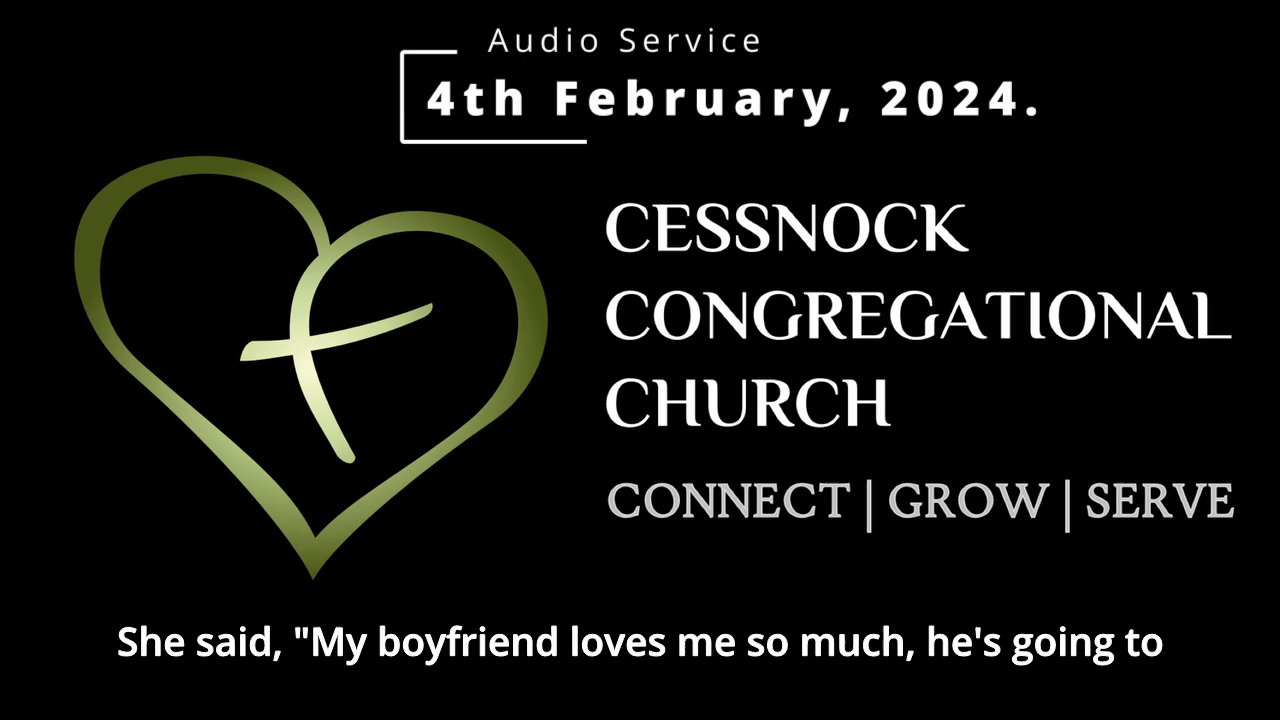 Audio Service
4th February, 2024.
CESSNOCK
CONGREGATIONAL
CHURCH
CONNECT | GROW | SERVE
She said, "My boyfriend loves me so much, he's going to